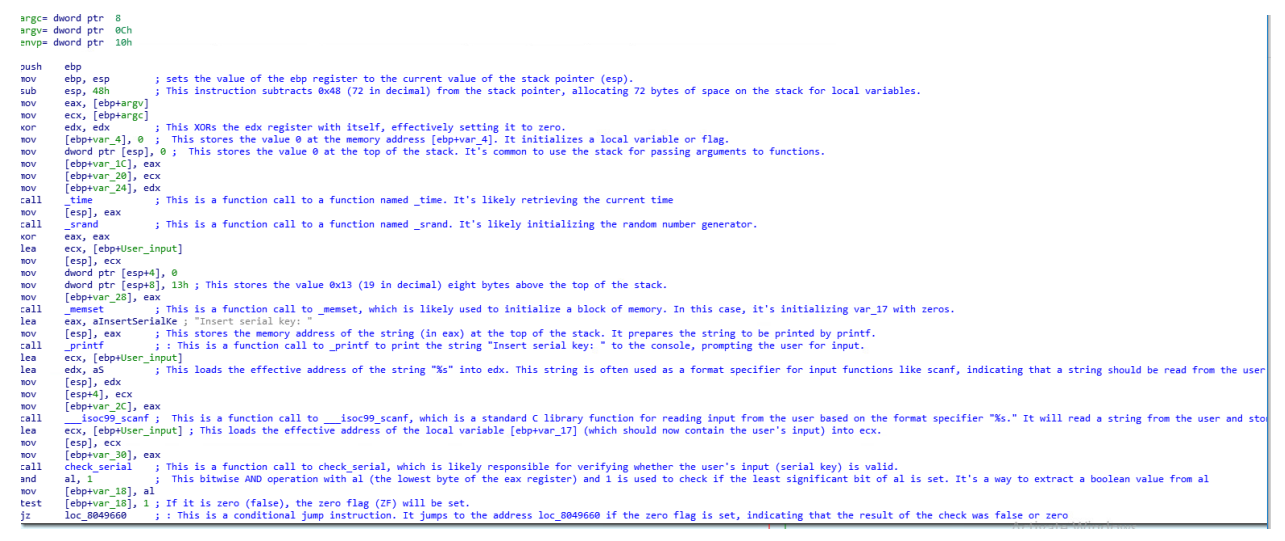 argc= dword ptr  8
argv= dword ptr  0Ch
envp= dword ptr  10h
push    ebp
mov     ebp, esp        ; sets the value of the ebp register to the current value of the stack pointer (esp).
sub     esp, 48h        ; This instruction subtracts 0x48 (72 in decimal) from the stack pointer, allocating 72 bytes of space on the stack for local variables.
mov     eax, [ebp+argv]
mov     ecx, [ebp+argc]
xor     edx, edx        ; This XORs the edx register with itself, effectively setting it to zero.
mov     [ebp+var_4], 0 ;  This stores the value 0 at the memory address [ebp+var_4]. It initializes a local variable or flag.
mov     dword ptr [esp], 0 ;  This stores the value 0 at the top of the stack. It's common to use the stack for passing arguments to functions.
mov     [ebp+var_1C], eax
mov     [ebp+var_20], ecx
mov     [ebp+var_24], edx
call    _time           ; This is a function call to a function named _time. It's likely retrieving the current time
mov     [esp], eax
call    _srand          ; This is a function call to a function named _srand. It's likely initializing the random number generator.
xor     eax, eax
lea     ecx, [ebp+User_input]
mov     [esp], ecx
mov     dword ptr [esp+4], 0
mov     dword ptr [esp+8], 13h ; This stores the value 0x13 (19 in decimal) eight bytes above the top of the stack.
mov     [ebp+var_28], eax
call    _memset         ; This is a function call to _memset, which is likely used to initialize a block of memory. In this case, it's initializing var_17 with zeros.
lea     eax, aInsertSerialKe ; "Insert serial key: "
mov     [esp], eax      ; This stores the memory address of the string (in eax) at the top of the stack. It prepares the string to be printed by printf.
call    _printf         ; : This is a function call to _printf to print the string "Insert serial key: " to the console, prompting the user for input.
lea     ecx, [ebp+User_input]
lea     edx, aS         ; This loads the effective address of the string "%s" into edx. This string is often used as a format specifier for input functions like scanf, indicating that a string should be read from the user
mov     [esp], edx
mov     [esp+4], ecx
mov     [ebp+var_2C], eax
call    ___isoc99_scanf ;  This is a function call to ___isoc99_scanf, which is a standard C library function for reading input from the user based on the format specifier "%s." It will read a string from the user and sto
lea     ecx, [ebp+User_input] ; This loads the effective address of the local variable [ebp+var_17] (which should now contain the user's input) into ecx.
mov     [esp], ecx
mov     [ebp+var_30], eax
call    check_serial    ; This is a function call to check_serial, which is likely responsible for verifying whether the user's input (serial key) is valid.
and     al, 1           ;  This bitwise AND operation with al (the lowest byte of the eax register) and 1 is used to check if the least significant bit of al is set. It's a way to extract a boolean value from al
mov     [ebp+var_18], al
test    [ebp+var_18], 1 ; If it is zero (false), the zero flag (ZF) will be set.
jz      loc_8049660     ; : This is a conditional jump instruction. It jumps to the address loc_8049660 if the zero flag is set, indicating that the result of the check was false or zero